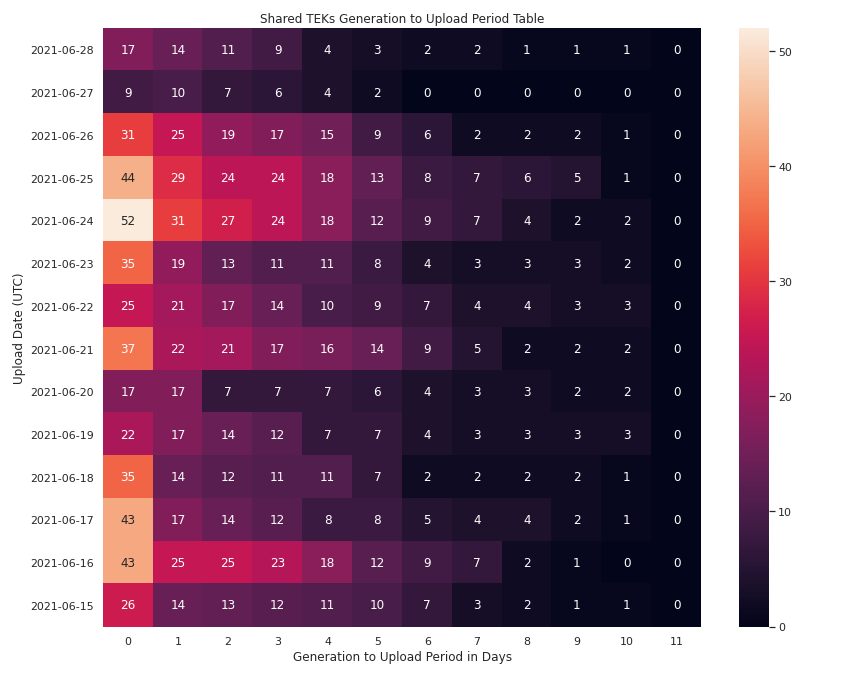 Shared TEKs Generation to Upload Period Table
Upload Date (UTC)
2021-06-28 17 14 11 9 4 3 2 2 1 1 1 0
2021-06-27 9 10 7 6 4 2 0 0 0 0 0 0
2021-06-26 31 25 19 17 15 9 6 2 2 2 1 0
2021-06-25 44 29 24 24 18 13 8 7 6 5 1 0
2021-06-24 52 31 27 24 18 12 9 7 4 2 2 0
2021-06-23 35 19 13 11 11 8 4 3 3 3 2 0
2021-06-22 25 21 17 14 10 9 7 4 4 3 3 0
2021-06-21 37 22 21 17 16 14 9 5 2 2 2 0
2021-06-20 17 17 7 7 7 6 4 3 3 2 2 0
2021-06-19 22 17 14 12 7 7 4 3 3 3 3 0
2021-06-18 35 14 12 11 11 7 2 2 2 2 1 0
2021-06-17 43 17 14 12 8 8 5 4 4 2 1 0
2021-06-16 43 25 25 23 18 12 9 7 2 1 0 0
2021-06-15 26 14 13 12 11 10 7 3 2 1 1 0
0 1 2 3 4 5 6 7 8 9 10 11
Generation to Upload Period in Days
50
40
30
20
10
0